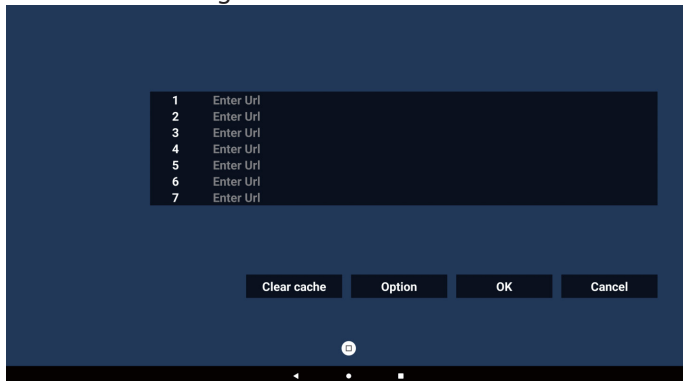 1 Enter Url
2 Enter Url
3 Enter Url
4 Enter Url
5 Enter Url
6 Enter Url
7 Enter Url
Clear cache Option OK Cancel